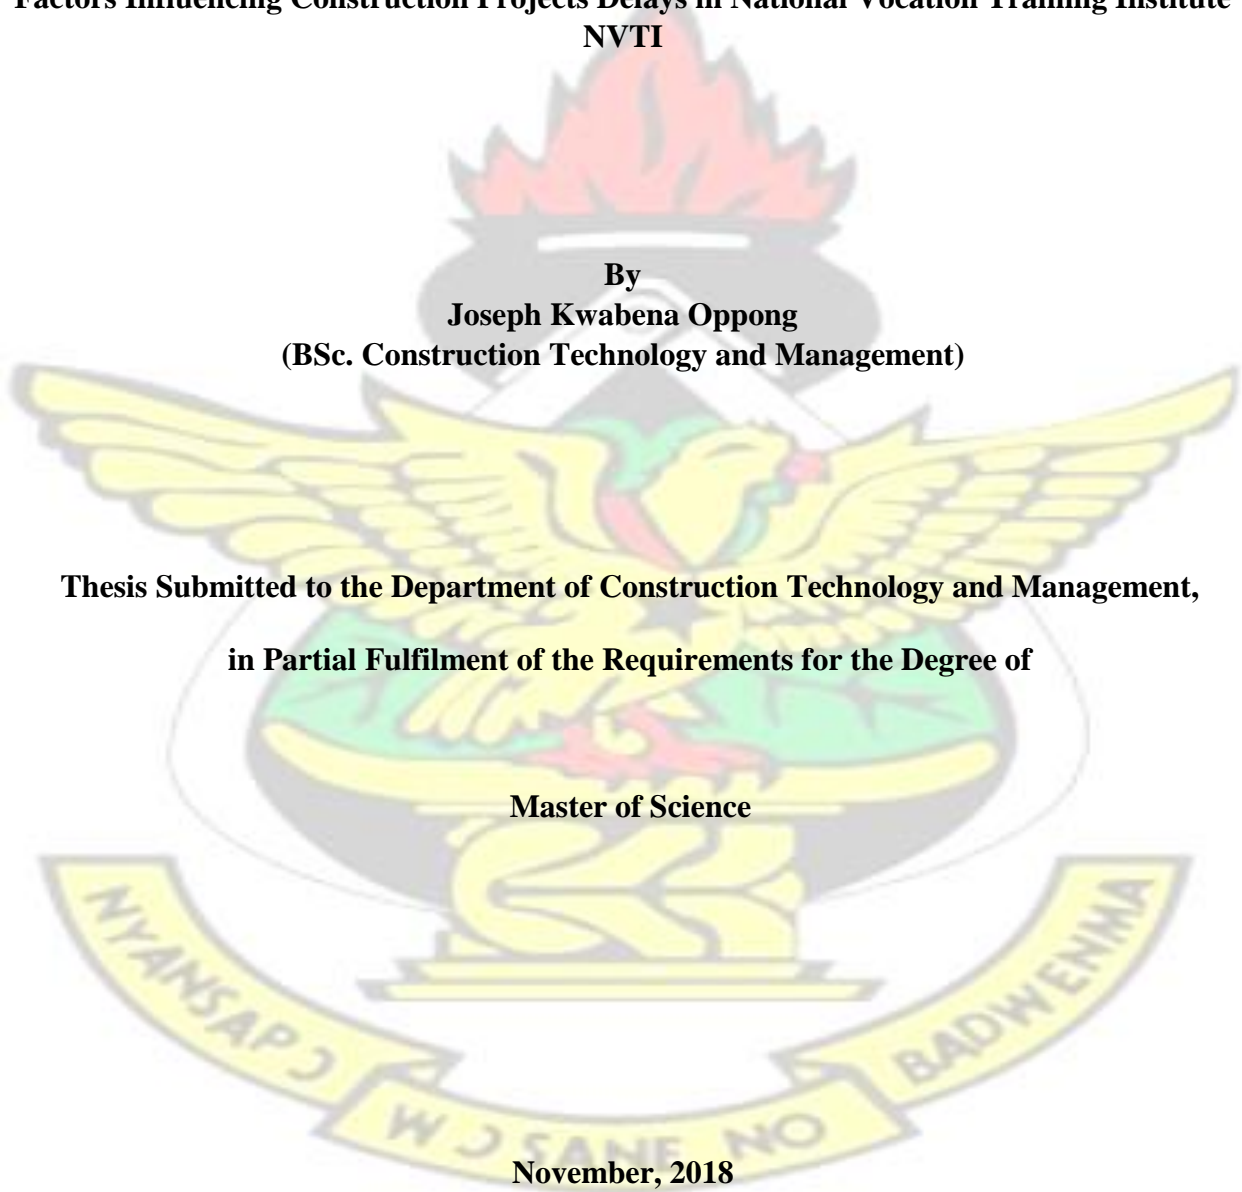 Factors Influencing Construction Projects Delays in National Vocation Training Institute
NVTI
By
Joseph Kwabena Oppong
(BSc. Construction Technology and Management)
Thesis Submitted to the Department of Construction Technology and Management,
in Partial Fulfilment of the Requirements for the Degree of
Master of Science
NYANSAPƆ
WƆSANE NO
BADWENMA
November, 2018